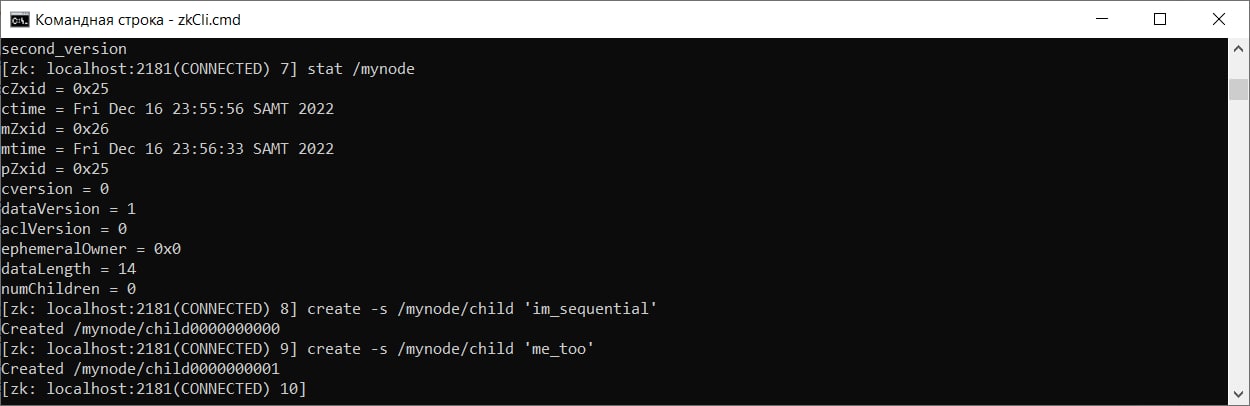 Командная строка - zkCli.cmd
second_version
[zk: localhost:2181(CONNECTED) 7] stat /mynode
cZxid = 0x25
ctime = Fri Dec 16 23:55:56 SAMT 2022
mZxid = 0x26
mtime = Fri Dec 16 23:56:33 SAMT 2022
pZxid = 0x25
cversion = 0
dataVersion = 1
aclVersion = 0
ephemeralOwner = 0x0
dataLength = 14
numChildren = 0
[zk: localhost:2181(CONNECTED) 8] create -s /mynode/child 'im_sequential'
Created /mynode/child0000000000
[zk: localhost:2181(CONNECTED) 9] create -s /mynode/child 'me_too'
Created /mynode/child0000000001
[zk: localhost:2181(CONNECTED) 10]